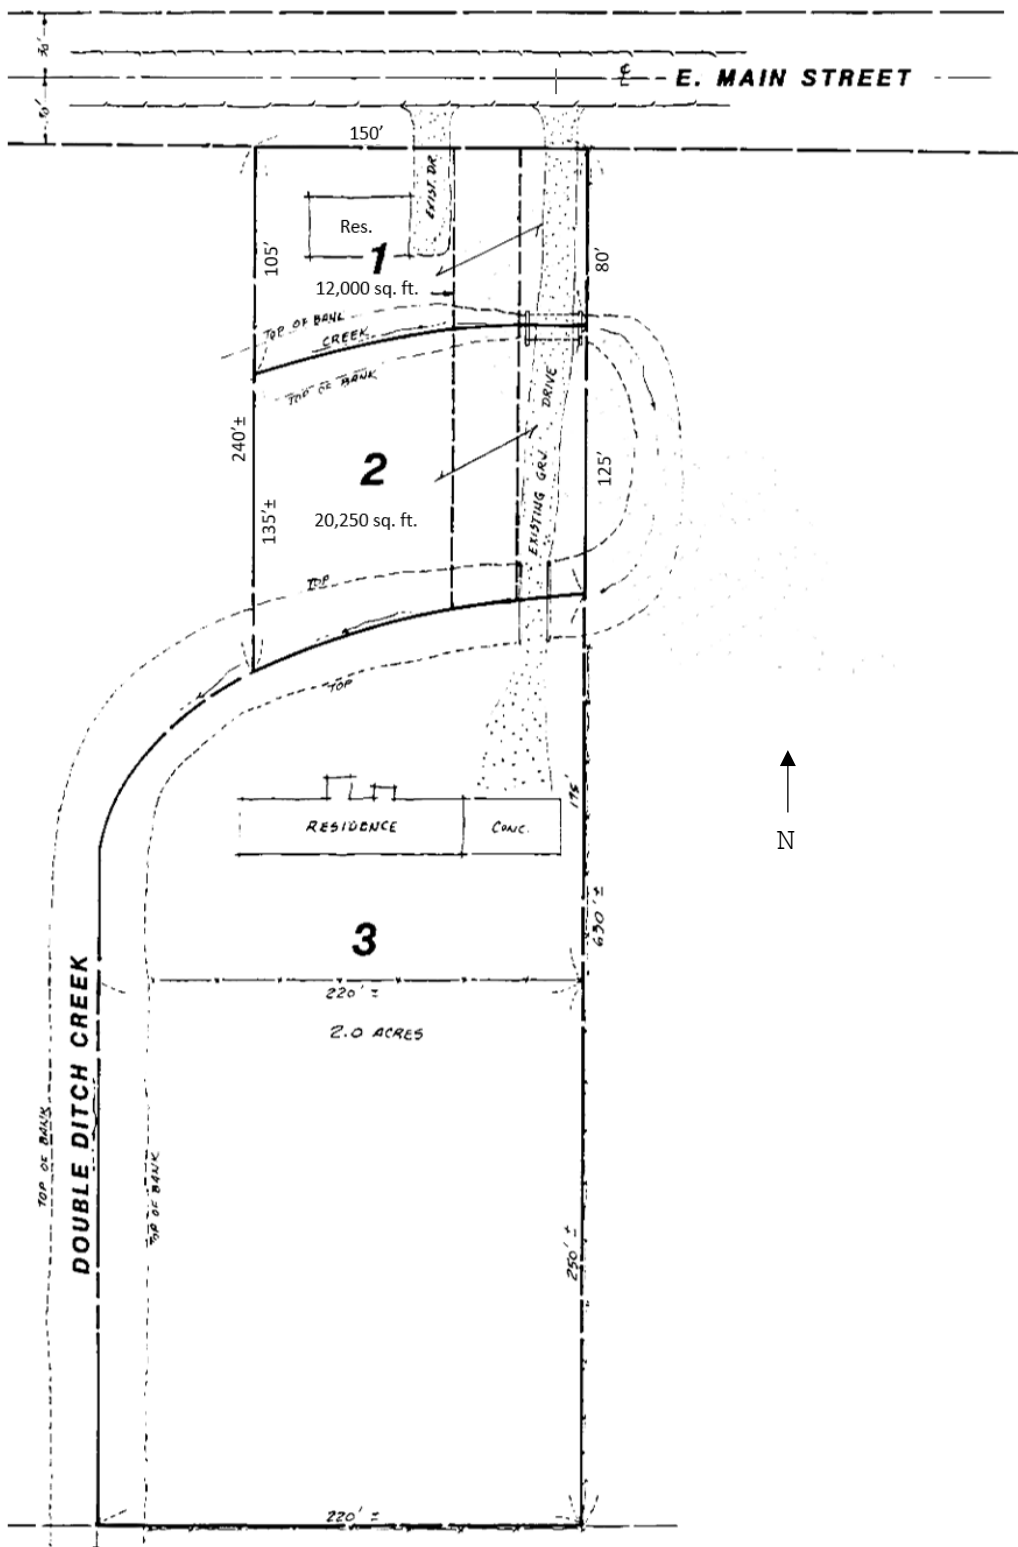 30'
30'
℄
E. MAIN STREET
150'
EXIST. DR.
Res.
1
105'
80'
12,000 sq. ft.
TOP OF BANK
CREEK
TOP OF BANK
240'±
2
DRIVE
125'
135'±
20,250 sq. ft.
EXISTING GRV.
TOP
TOP
N
175'
RESIDENCE
CONC.
690'±
3
220'±
2.0 ACRES
DOUBLE DITCH CREEK
TOP OF BANK
TOP OF BANK
250'±
220'±